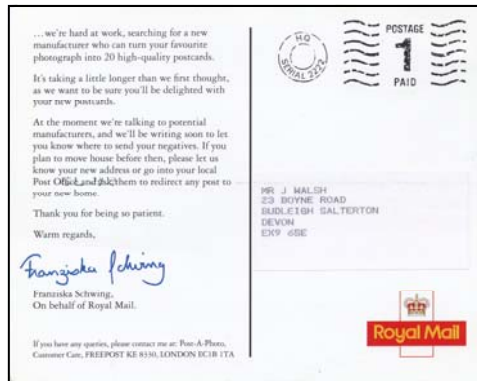 ...we're hard at work, searching for a new
manufacturer who can turn your favourite
photograph into 20 high-quality postcards.
It's taking a little longer than we first thought,
as we want to be sure you'll be delighted with
your new postcards.
At the moment we're talking to potential
manufacturers, and we'll be writing soon to let
you know where to send your negatives. If you
plan to move house before then, please let us
know your new address or go into your local
Post Office and ask them to redirect any post to
your new home.
Thank you for being so patient.
Warm regards,
Franziska Schwing
Franziska Schwing,
On behalf of Royal Mail.
If you have any queries, please contact me at: Post-A-Photo,
Customer Care, FREEPOST KE 8330, LONDON EC1B 1TA
H.Q
SERIAL 2222
POSTAGE
1
PAID
MR J WALSH
23 BOYNE ROAD
BUDLEIGH SALTERTON
DEVON
EX9 6SE
Royal Mail